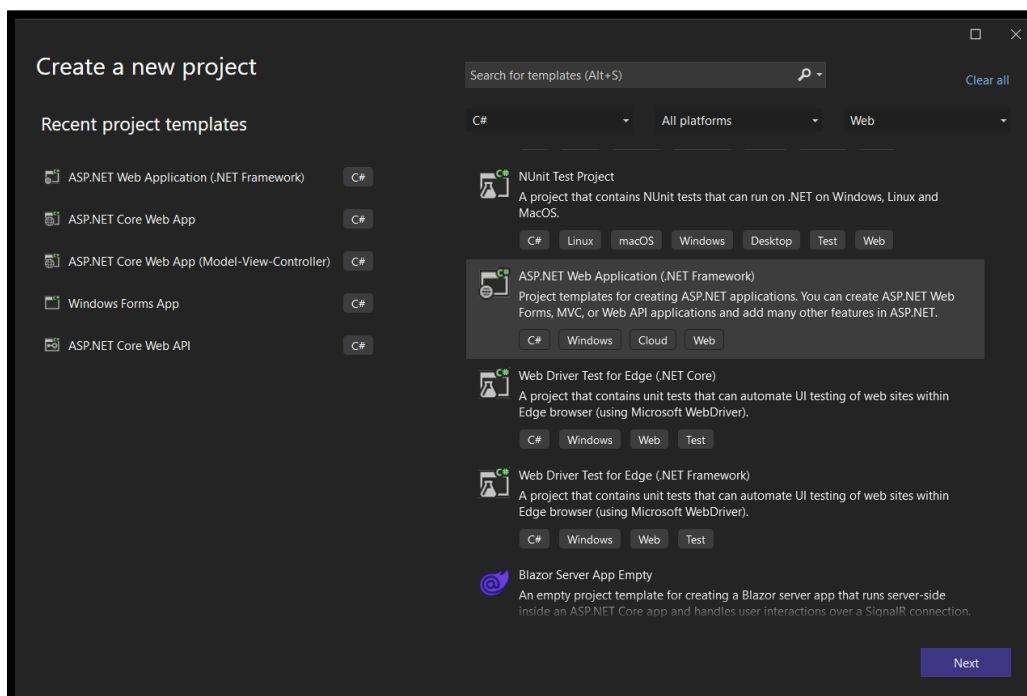 Create a new project
Search for templates (Alt+S)
Clear all
Recent project templates
C#
All platforms
Web
ASP.NET Web Application (.NET Framework) C#
ASP.NET Core Web App C#
ASP.NET Core Web App (Model-View-Controller) C#
Windows Forms App C#
ASP.NET Core Web API C#
NUnit Test Project
A project that contains NUnit tests that can run on .NET on Windows, Linux and
MacOS.
C# Linux macOS Windows Desktop Test Web
ASP.NET Web Application (.NET Framework)
Project templates for creating ASP.NET applications. You can create ASP.NET Web
Forms, MVC, or Web API applications and add many other features in ASP.NET.
C# Windows Cloud Web
Web Driver Test for Edge (.NET Core)
A project that contains unit tests that can automate UI testing of web sites within
Edge browser (using Microsoft WebDriver).
C# Windows Web Test
Web Driver Test for Edge (.NET Framework)
A project that contains unit tests that can automate UI testing of web sites within
Edge browser (using Microsoft WebDriver).
C# Windows Web Test
Blazor Server App Empty
An empty project template for creating a Blazor server app that runs server-side
inside an ASP.NET Core app and handles user interactions over a SignalR connection.
Next